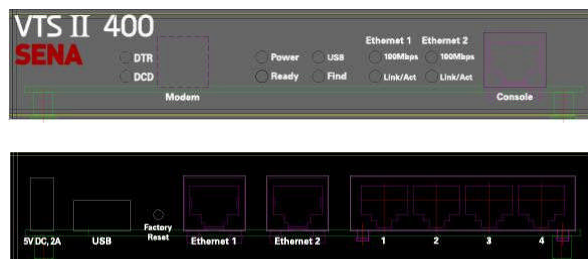 VTS II 400
SENA
Ethernet 1 Ethernet 2
DTR Power USB 100Mbps 100Mbps
DCD Ready Find Link/Act Link/Act
Modem Console
5V DC, 2A USB Factory Reset Ethernet 1 Ethernet 2 1 2 3 4